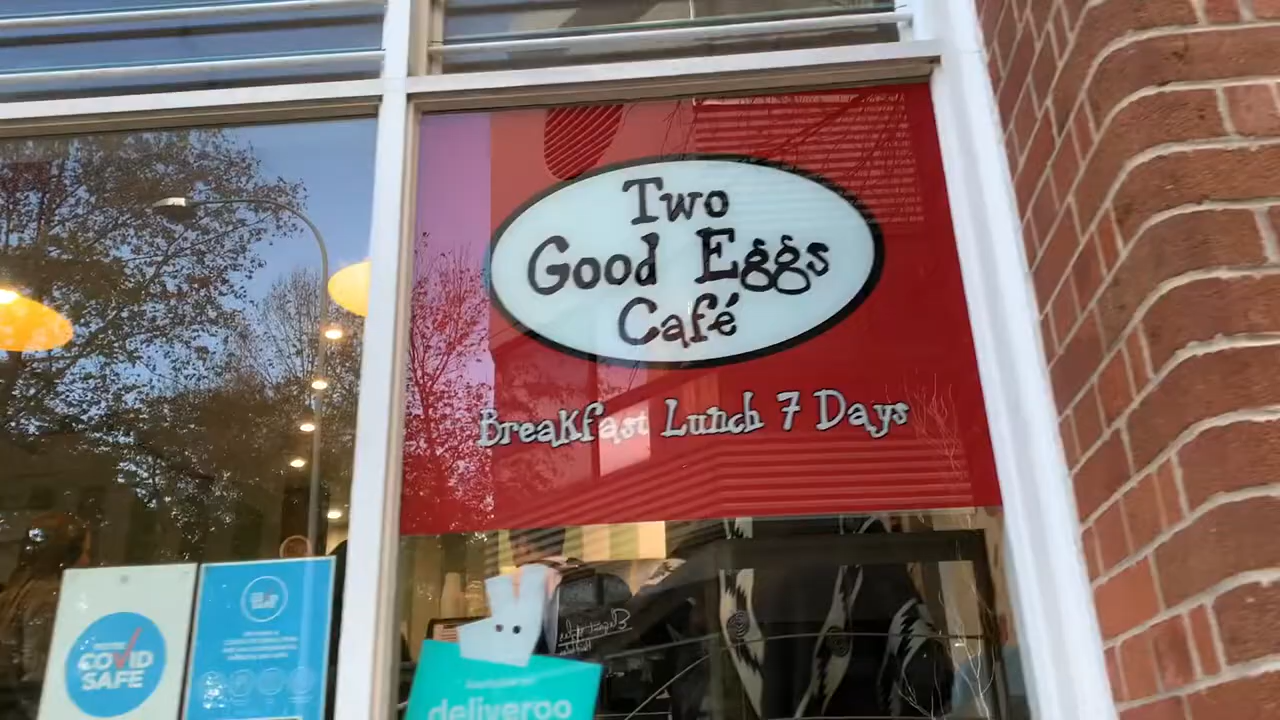 Two
Good Eggs
Café
Breakfast Lunch 7 Days
COVID
SAFE
deliveroo